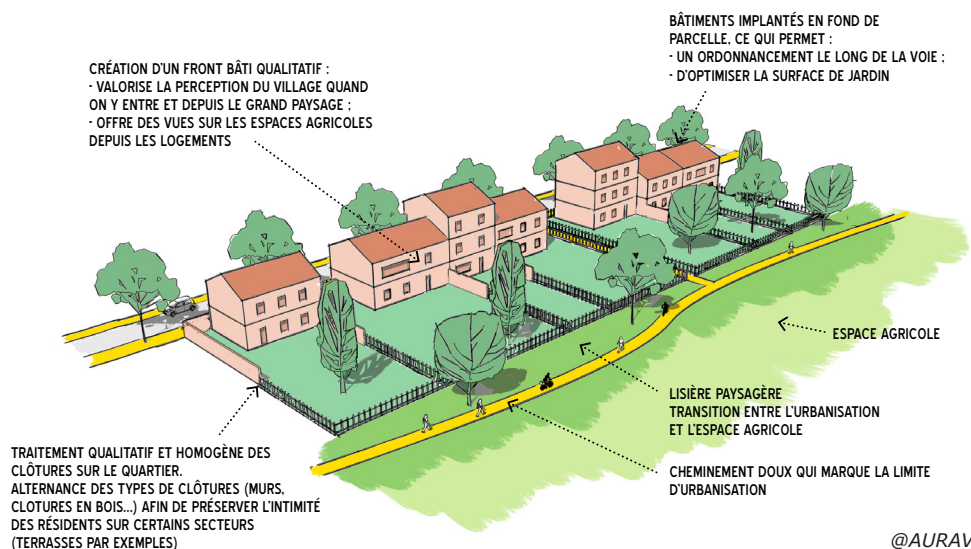 BÂTIMENTS IMPLANTÉS EN FOND DE
PARCELLE, CE QUI PERMET :
- UN ORDONNANCEMENT LE LONG DE LA VOIE ;
- D'OPTIMISER LA SURFACE DE JARDIN
CRÉATION D'UN FRONT BÂTI QUALITATIF :
- VALORISE LA PERCEPTION DU VILLAGE QUAND
ON Y ENTRE ET DEPUIS LE GRAND PAYSAGE ;
- OFFRE DES VUES SUR LES ESPACES AGRICOLES
DEPUIS LES LOGEMENTS
ESPACE AGRICOLE
LISIÈRE PAYSAGÈRE
TRANSITION ENTRE L'URBANISATION
ET L'ESPACE AGRICOLE
CHEMINEMENT DOUX QUI MARQUE LA LIMITE
D'URBANISATION
TRAITEMENT QUALITATIF ET HOMOGÈNE DES
CLÔTURES SUR LE QUARTIER.
ALTERNANCE DES TYPES DE CLÔTURES (MURS,
CLOTURES EN BOIS...) AFIN DE PRÉSERVER L'INTIMITÉ
DES RÉSIDENTS SUR CERTAINS SECTEURS
(TERRASSES PAR EXEMPLES)
@AURAV